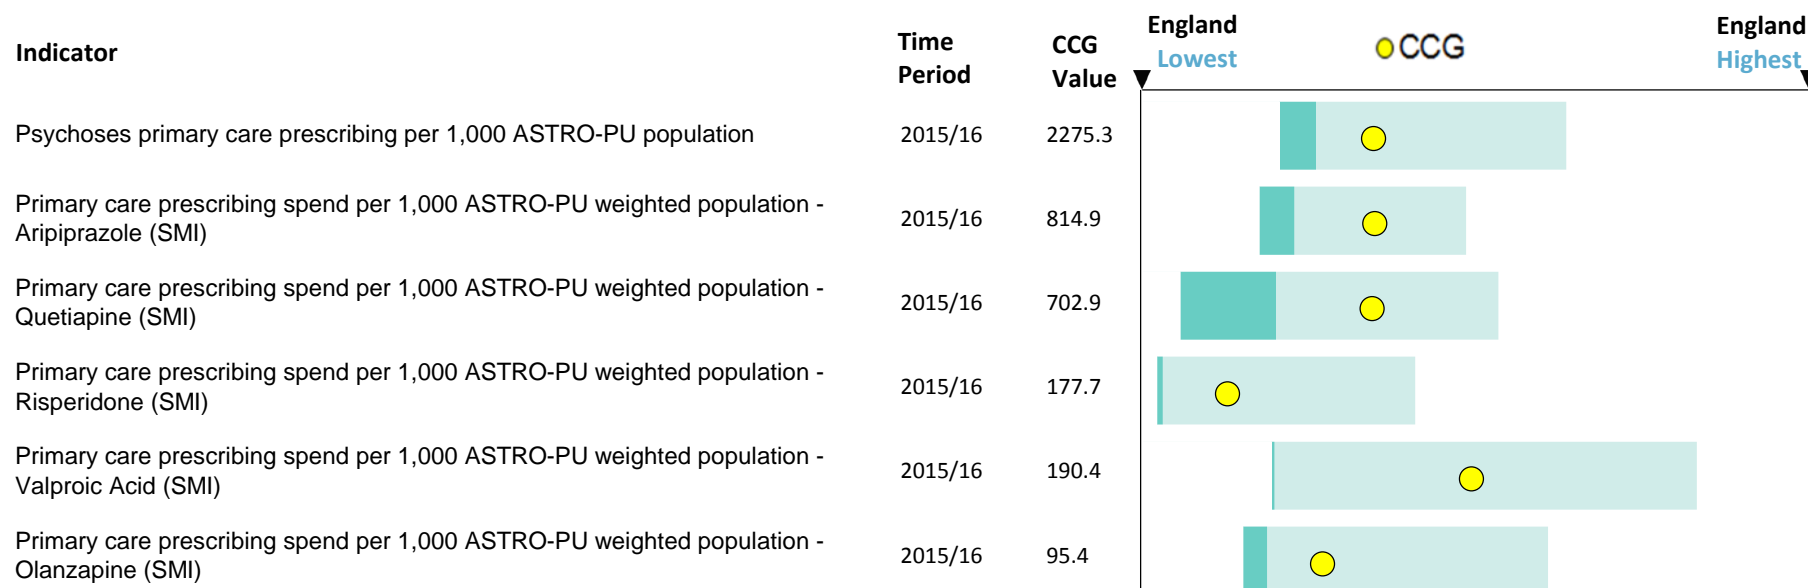 Indicator
Time
Period
CCG
Value
England
Lowest
CCG
England
Highest
Psychoses primary care prescribing per 1,000 ASTRO-PU population
2015/16
2275.3
Primary care prescribing spend per 1,000 ASTRO-PU weighted population -
Aripiprazole (SMI)
2015/16
814.9
Primary care prescribing spend per 1,000 ASTRO-PU weighted population -
Quetiapine (SMI)
2015/16
702.9
Primary care prescribing spend per 1,000 ASTRO-PU weighted population -
Risperidone (SMI)
2015/16
177.7
Primary care prescribing spend per 1,000 ASTRO-PU weighted population -
Valproic Acid (SMI)
2015/16
190.4
Primary care prescribing spend per 1,000 ASTRO-PU weighted population -
Olanzapine (SMI)
2015/16
95.4